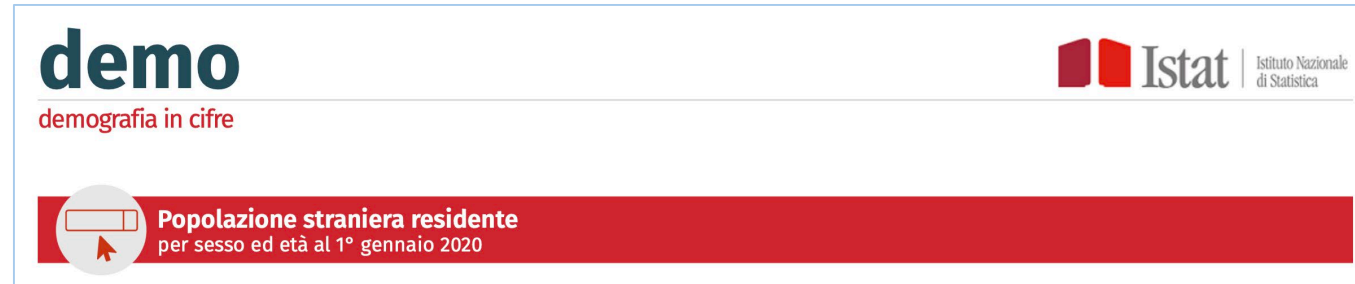 demo
demografia in cifre
Istat
Istituto Nazionale
di Statistica
Popolazione straniera residente
per sesso ed età al 1° gennaio 2020